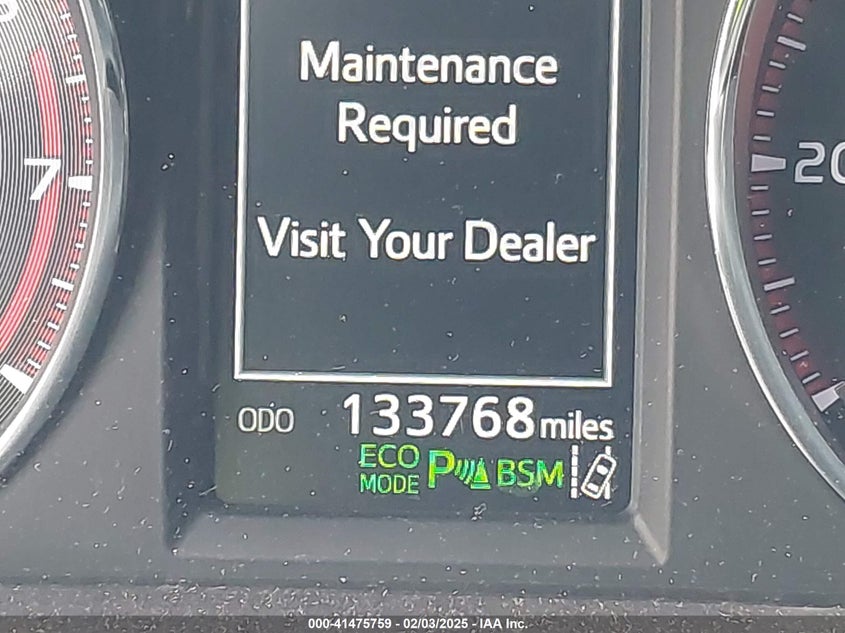 Maintenance
Required
Visit Your Dealer
7
20
ODO 133768 miles
ECO
MODE
P BSM
000-41475759 - 02/03/2025 - IAA Inc.